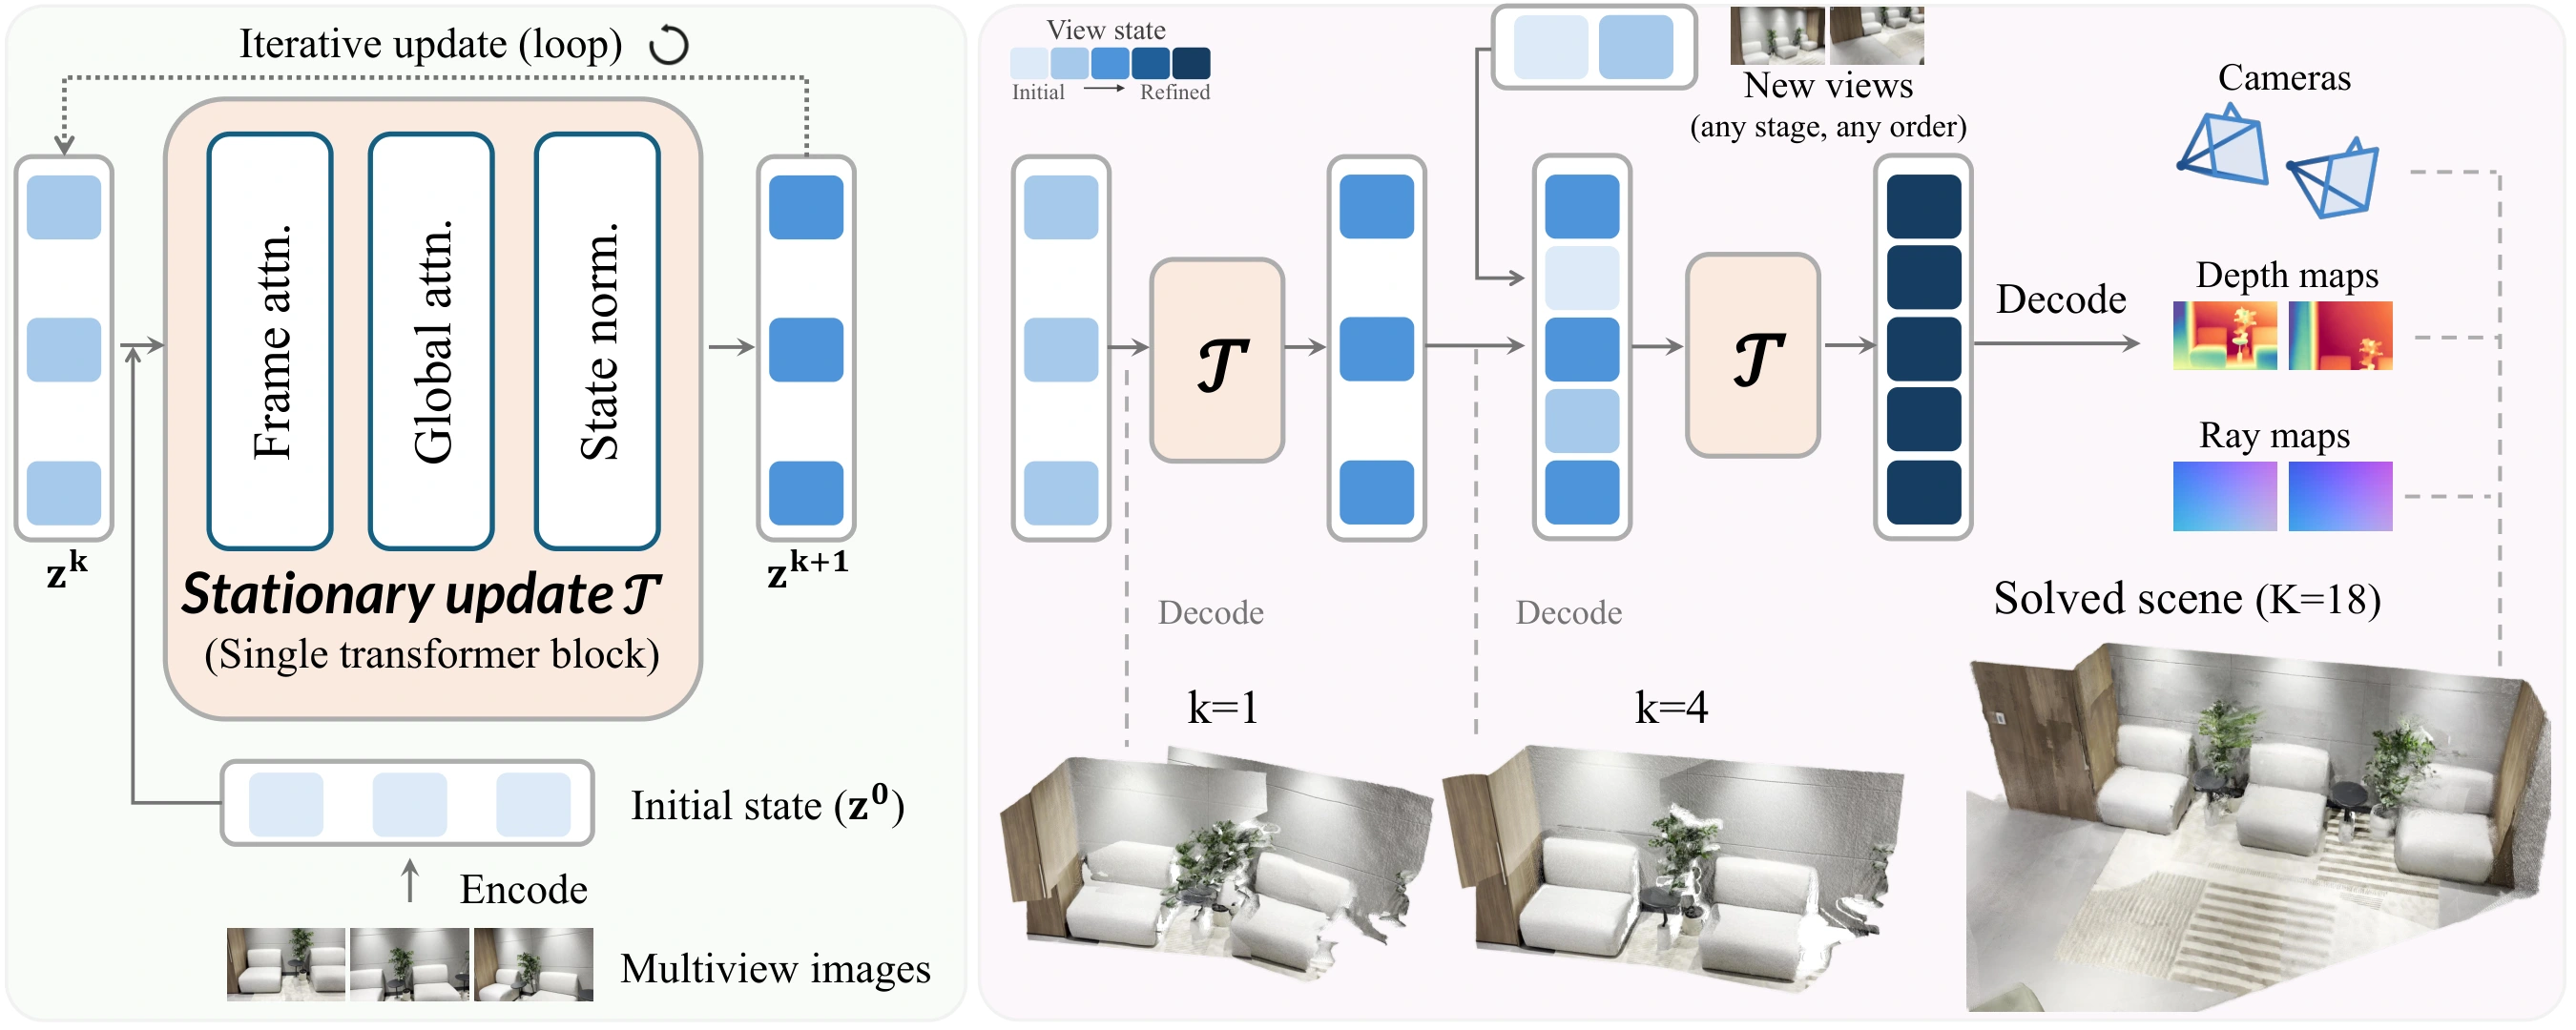 Iterative update (loop)
Frame attn.
Global attn.
State norm.
z^k
z^{k+1}
Stationary update 𝒯
(Single transformer block)
Initial state (z^0)
Encode
Multiview images
View state
Initial
Refined
New views
(any stage, any order)
𝒯
𝒯
Decode
Cameras
Depth maps
Ray maps
Decode
Decode
k=1
k=4
Solved scene (K=18)